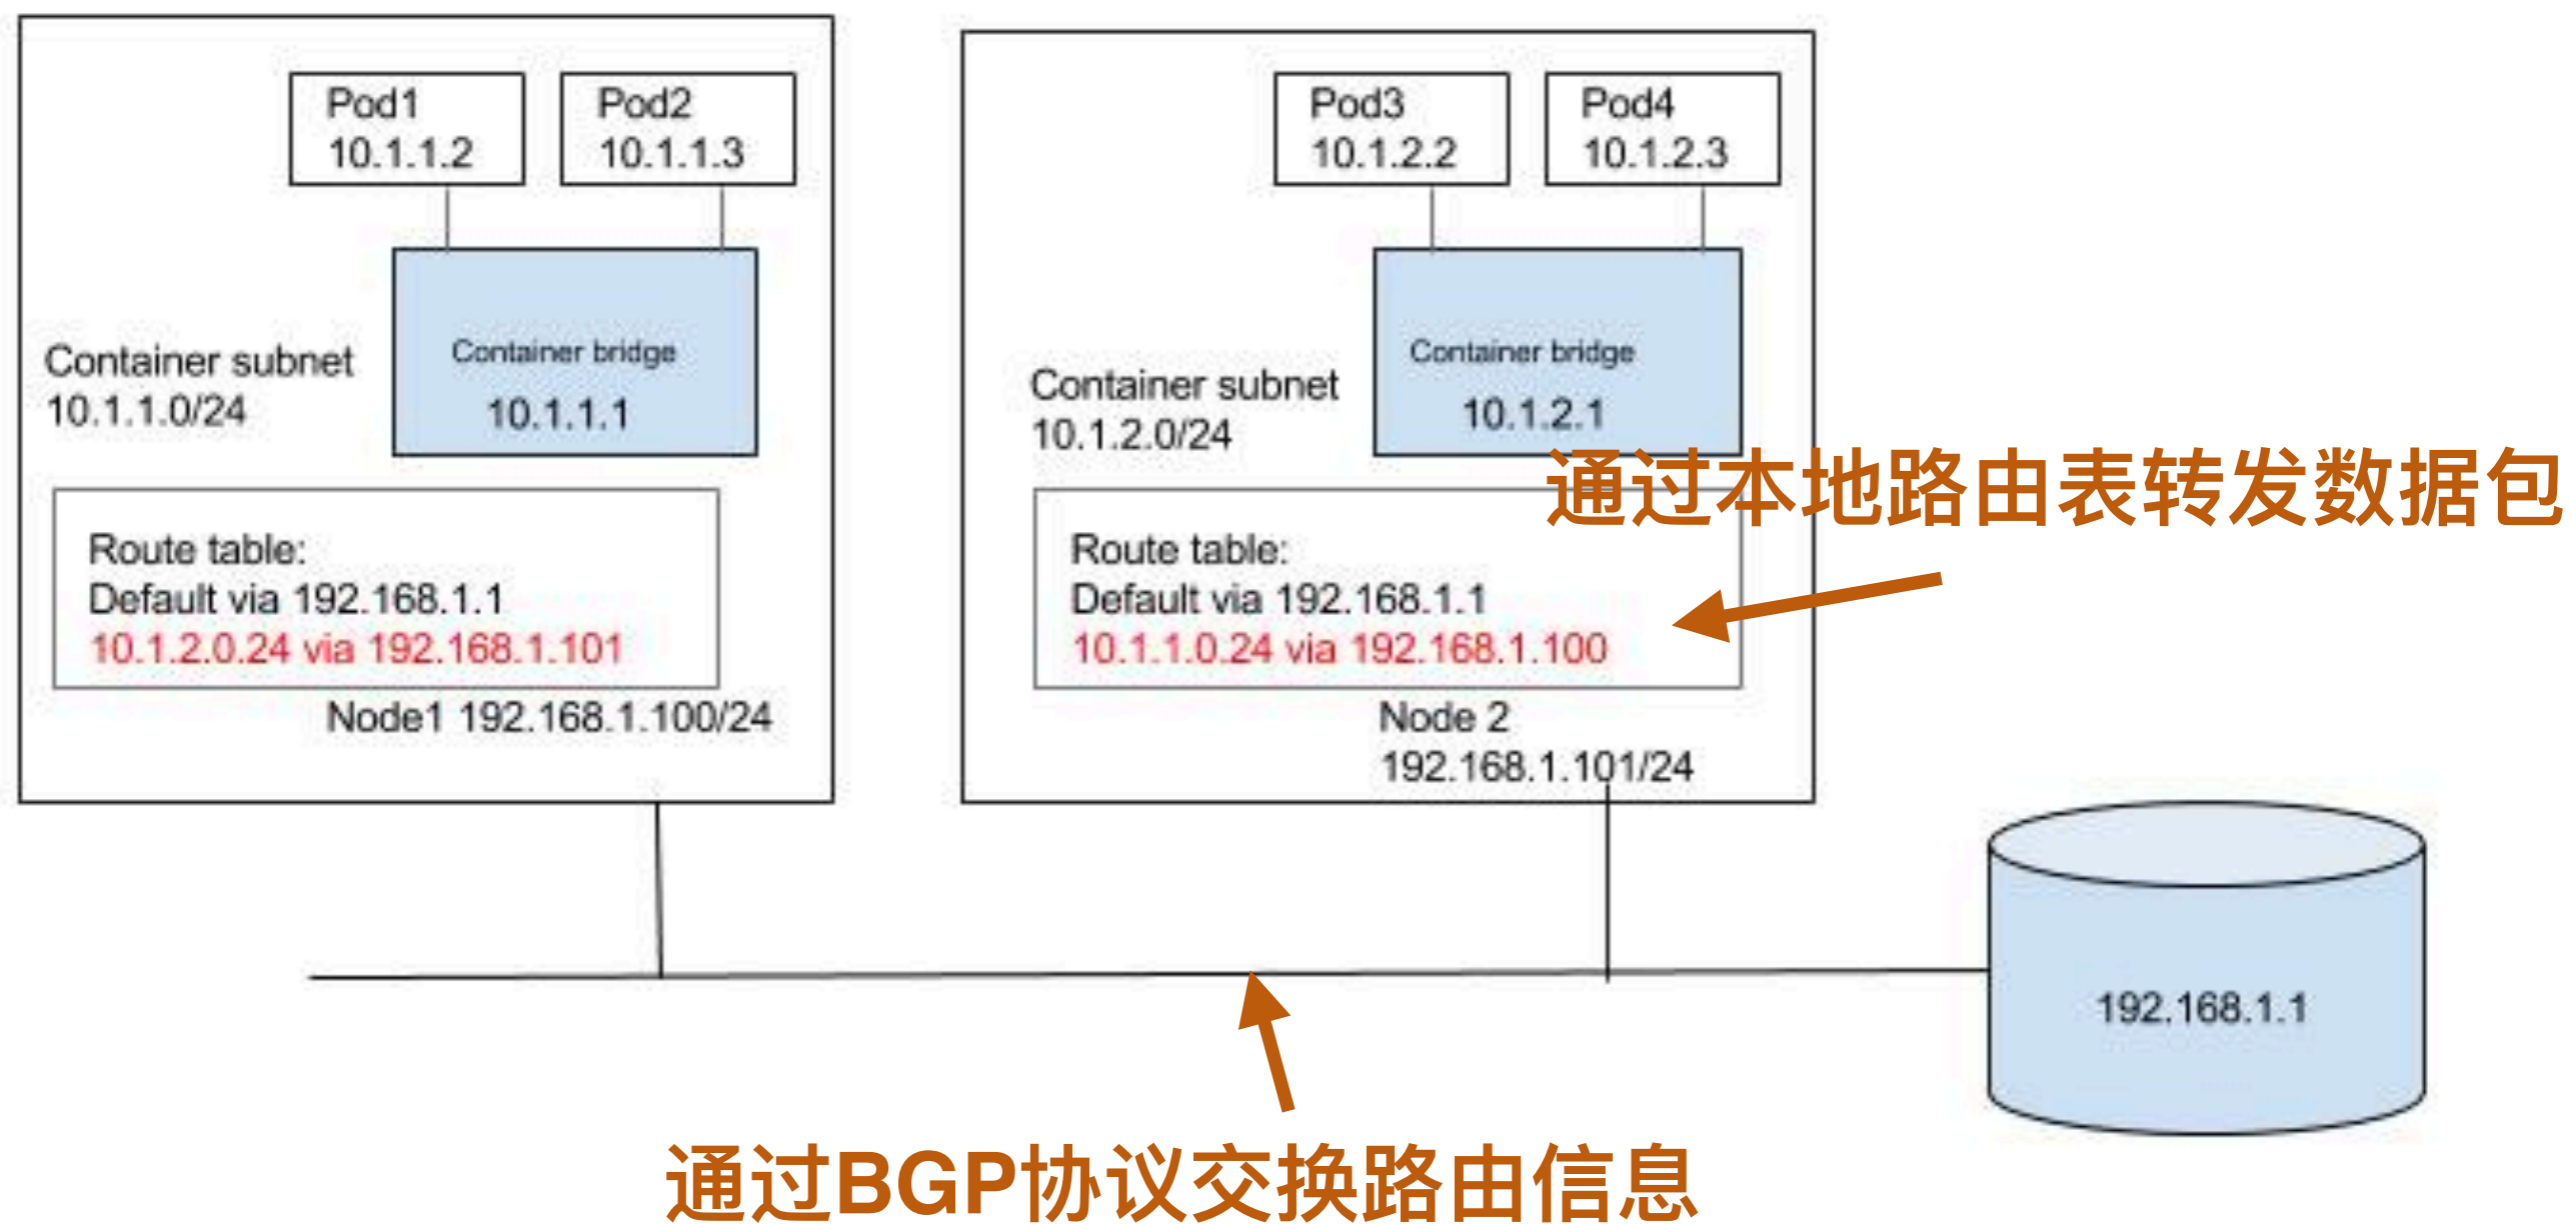 Pod1
10.1.1.2
Pod2
10.1.1.3
Container bridge
10.1.1.1
Container subnet
10.1.1.0/24
Route table:
Default via 192.168.1.1
10.1.2.0.24 via 192.168.1.101
Node1 192.168.1.100/24
Pod3
10.1.2.2
Pod4
10.1.2.3
Container bridge
10.1.2.1
Container subnet
10.1.2.0/24
通过本地路由表转发数据包
Route table:
Default via 192.168.1.1
10.1.1.0.24 via 192.168.1.100
Node 2
192.168.1.101/24
192.168.1.1
通过BGP协议交换路由信息